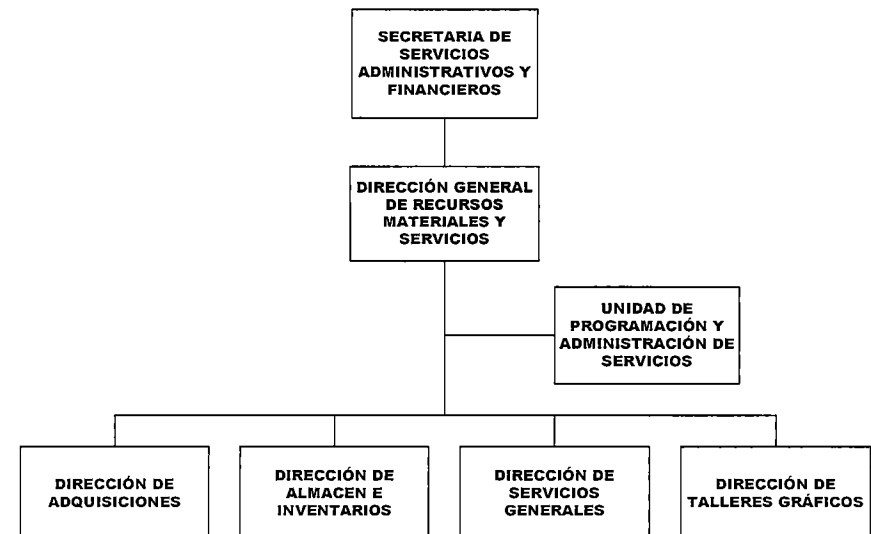 SECRETARIA DE
SERVICIOS
ADMINISTRATIVOS Y
FINANCIEROS
DIRECCIÓN GENERAL
DE RECURSOS
MATERIALES Y
SERVICIOS
UNIDAD DE
PROGRAMACIÓN Y
ADMINISTRACIÓN DE
SERVICIOS
DIRECCIÓN DE
ADQUISICIONES
DIRECCIÓN DE
ALMACEN E
INVENTARIOS
DIRECCIÓN DE
SERVICIOS
GENERALES
DIRECCIÓN DE
TALLERES GRÁFICOS